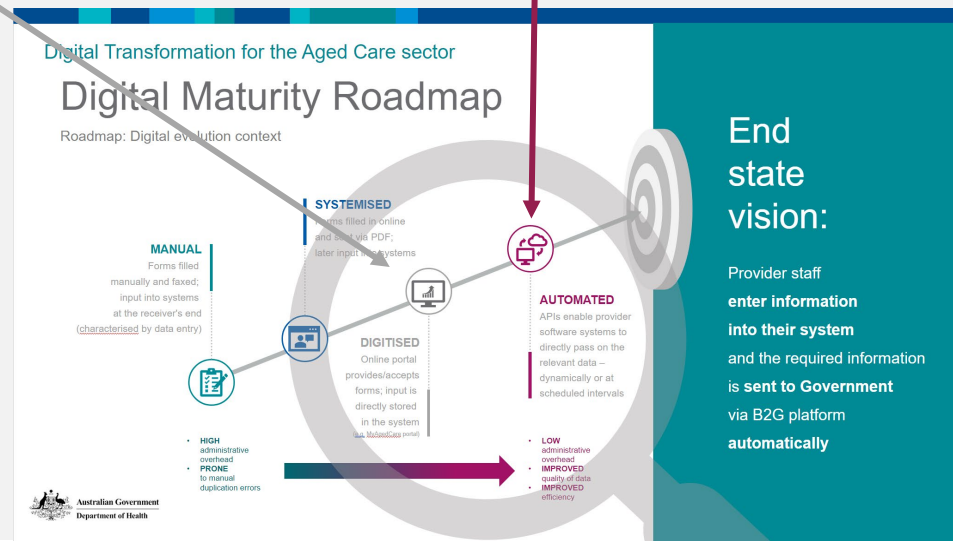 Digital Transformation for the Aged Care sector
Digital Maturity Roadmap
Roadmap: Digital evolution context
MANUAL
Forms filled
manually and faxed;
input into systems
at the receiver's end
(characterised by data entry)
SYSTEMISED
Forms filled in online
and sent via PDF;
later input into systems
DIGITISED
Online portal
provides/accepts
forms; input is
directly stored
in the system
(e.g. MyAgedCare portal)
AUTOMATED
APIs enable provider
software systems to
directly pass on the
relevant data –
dynamically or at
scheduled intervals
• HIGH
administrative
overhead
• PRONE
to manual
duplication errors
• LOW
administrative
overhead
• IMPROVED
quality of data
• IMPROVED
efficiency
Australian Government
Department of Health
End
state
vision:
Provider staff
enter information
into their system
and the required information
is sent to Government
via B2G platform
automatically